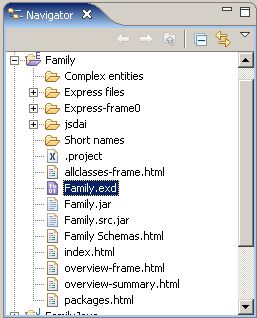 Navigator
Family
Complex entities
Express files
Express-frame0
jsdai
Short names
.project
allclasses-frame.html
Family.exd
Family.jar
Family.src.jar
Family Schemas.html
index.html
overview-frame.html
overview-summary.html
packages.html